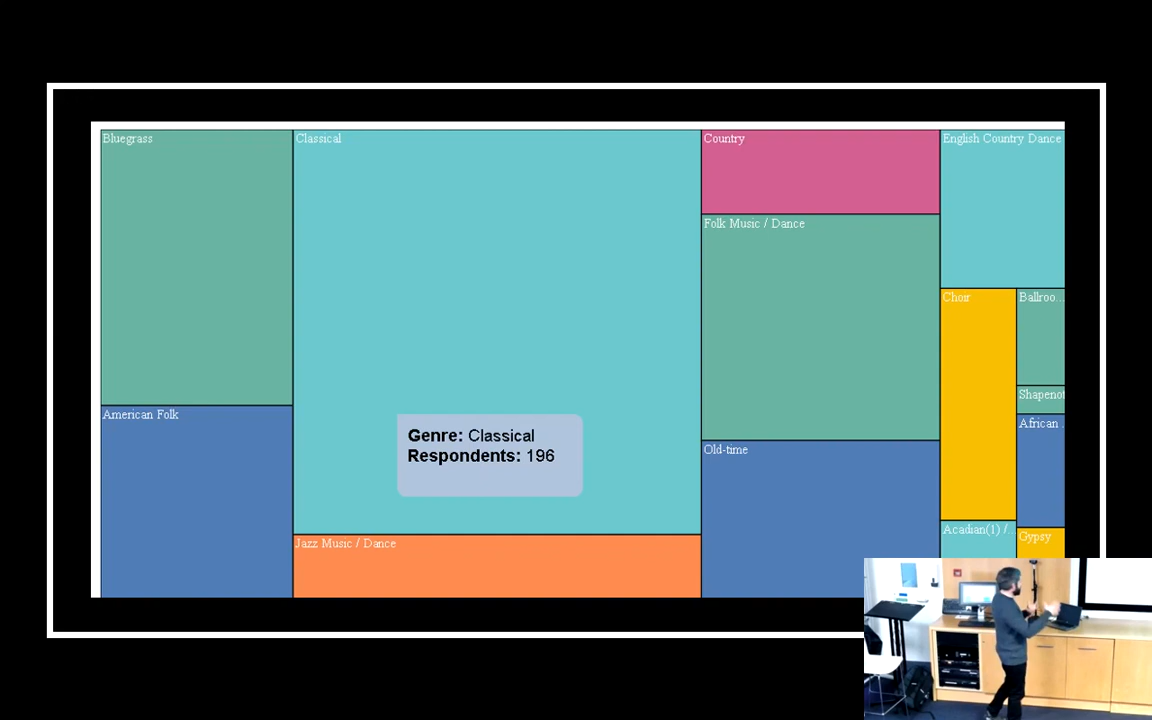 Bluegrass
Classical
Country
English Country Dance
Folk Music / Dance
Choir
Ballroo...
Shapenot
American Folk
African ..
Genre: Classical
Respondents: 196
Old-time
Acadian(1) /...
Gypsy
Jazz Music / Dance